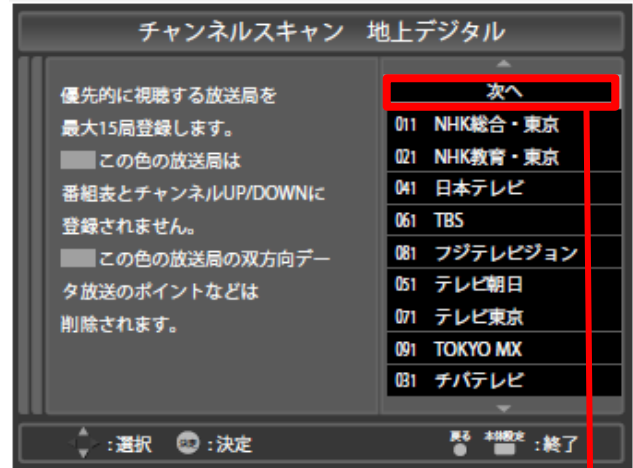 チャンネルスキャン 地上デジタル
優先的に視聴する放送局を
最大15局登録します。
この色の放送局は
番組表とチャンネルUP/DOWNに
登録されません。
この色の放送局の双方向デー
タ放送のポイントなどは
削除されます。
次へ
011 NHK総合・東京
021 NHK教育・東京
041 日本テレビ
061 TBS
081 フジテレビジョン
051 テレビ朝日
071 テレビ東京
091 TOKYO MX
031 チバテレビ
:選択 決定 :決定 戻る 本体設定 :終了